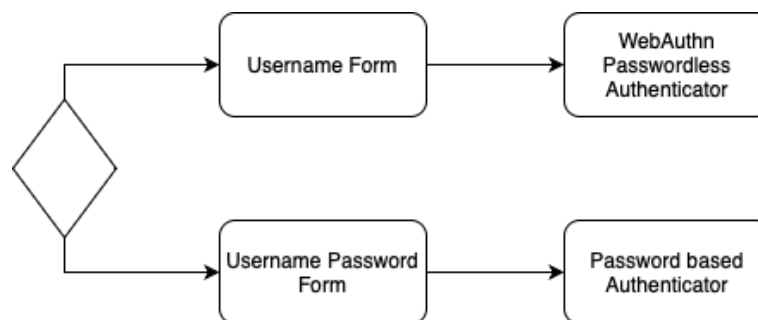 Username Form
WebAuthn
Passwordless
Authenticator
Username Password
Form
Password based
Authenticator